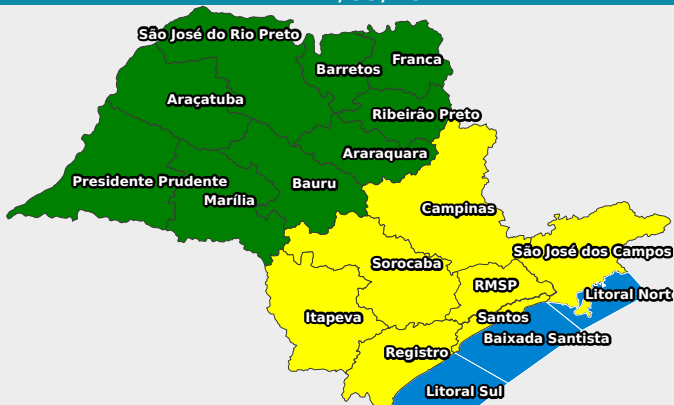 São José do Rio Preto
Franca
Barretos
Araçatuba
Ribeirão Preto
Araraquara
Presidente Prudente
Bauru
Marília
Campinas
São José dos Campos
Sorocaba
RMSP
Litoral Nort
Itapeva
Santos
Baixada Santista
Registro
Litoral Sul